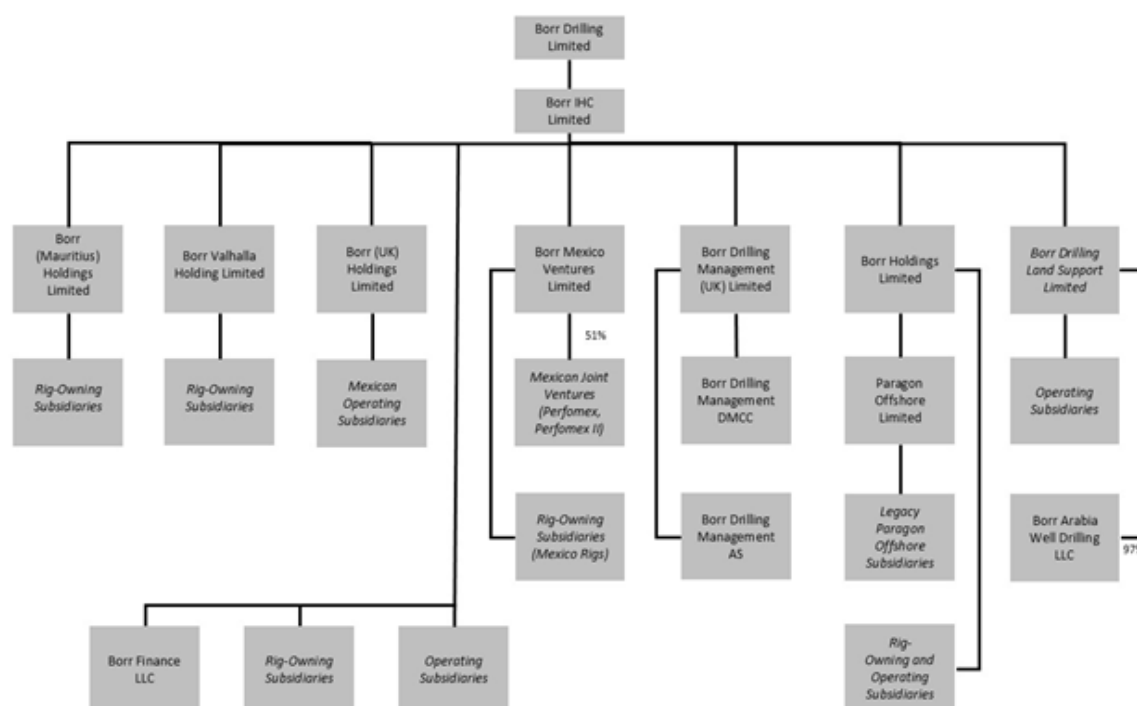 Borr Drilling
Limited
Borr IHC
Limited
Borr
(Mauritius)
Holdings
Limited
Borr Valhalla
Holding Limited
Borr (UK)
Holdings
Limited
Borr Mexico
Ventures
Limited
Borr Drilling
Management
(UK) Limited
Borr Holdings
Limited
Borr Drilling
Land Support
Limited
51%
Rig-Owning
Subsidiaries
Rig-Owning
Subsidiaries
Mexican
Operating
Subsidiaries
Mexican Joint
Ventures
(Perfomex,
Perfomex II)
Borr Drilling
Management
DMCC
Paragon
Offshore
Limited
Operating
Subsidiaries
Rig-Owning
Subsidiaries
(Mexico Rigs)
Borr Drilling
Management
AS
Legacy
Paragon
Offshore
Subsidiaries
Borr Arabia
Well Drilling
LLC
97%
Borr Finance
LLC
Rig-Owning
Subsidiaries
Operating
Subsidiaries
Rig-
Owning and
Operating
Subsidiaries